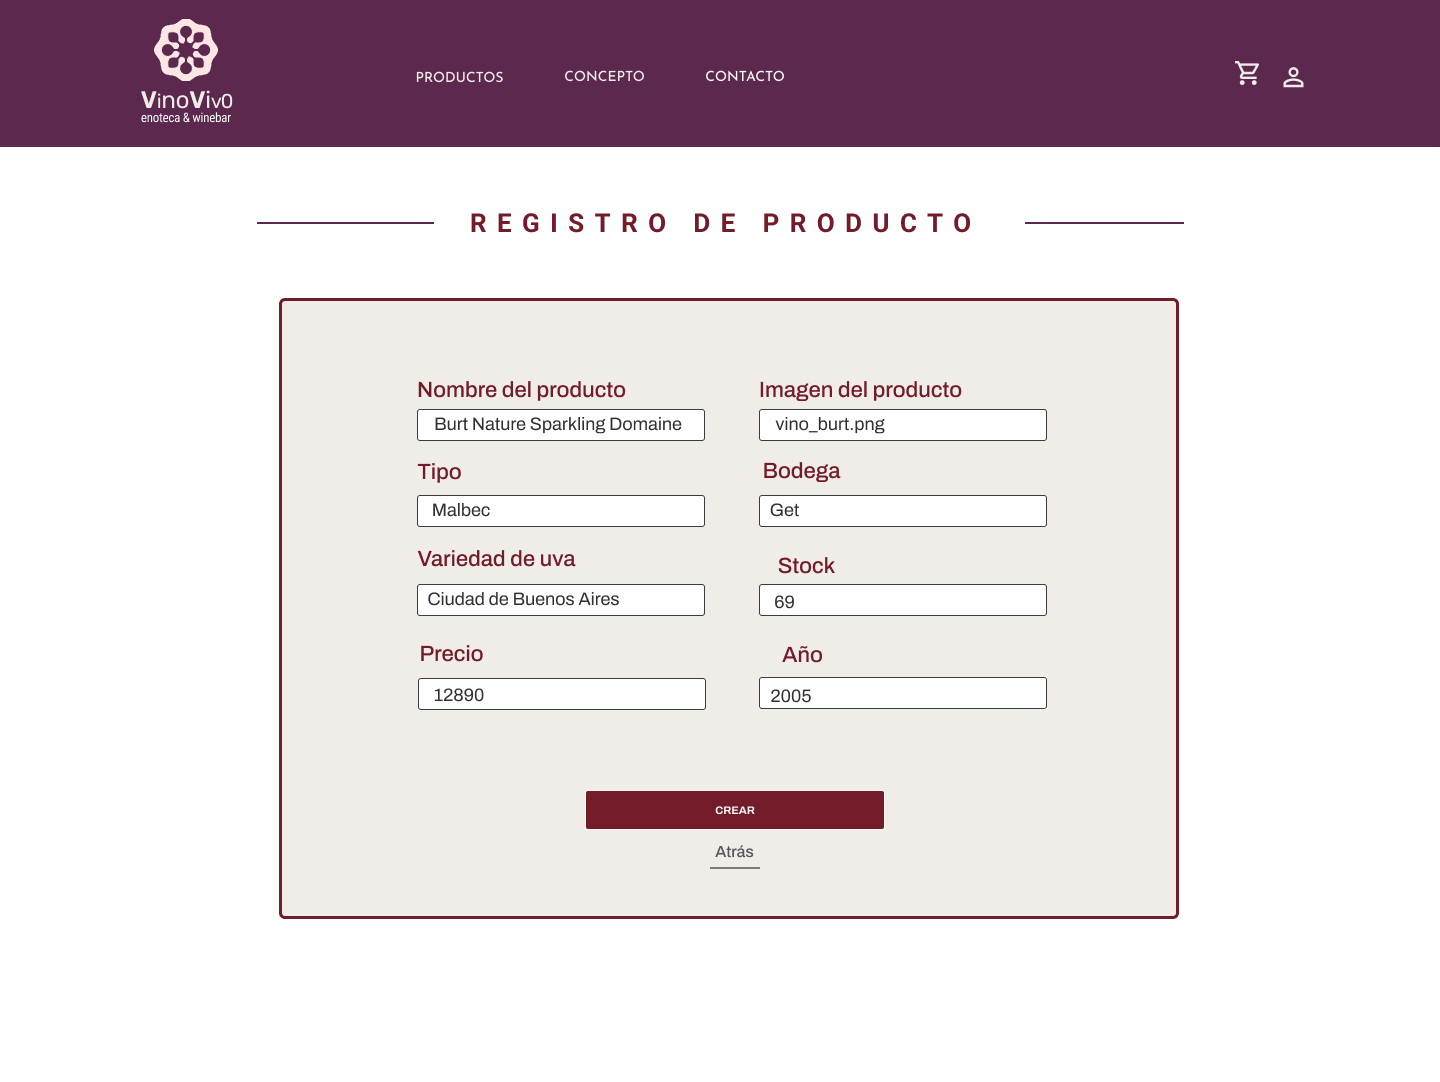 VinoViv0
enoteca & winebar
PRODUCTOS
CONCEPTO
CONTACTO
REGISTRO DE PRODUCTO
Nombre del producto
Burt Nature Sparkling Domaine
Imagen del producto
vino_burt.png
Tipo
Malbec
Bodega
Get
Variedad de uva
Ciudad de Buenos Aires
Stock
69
Precio
12890
Año
2005
CREAR
Atrás